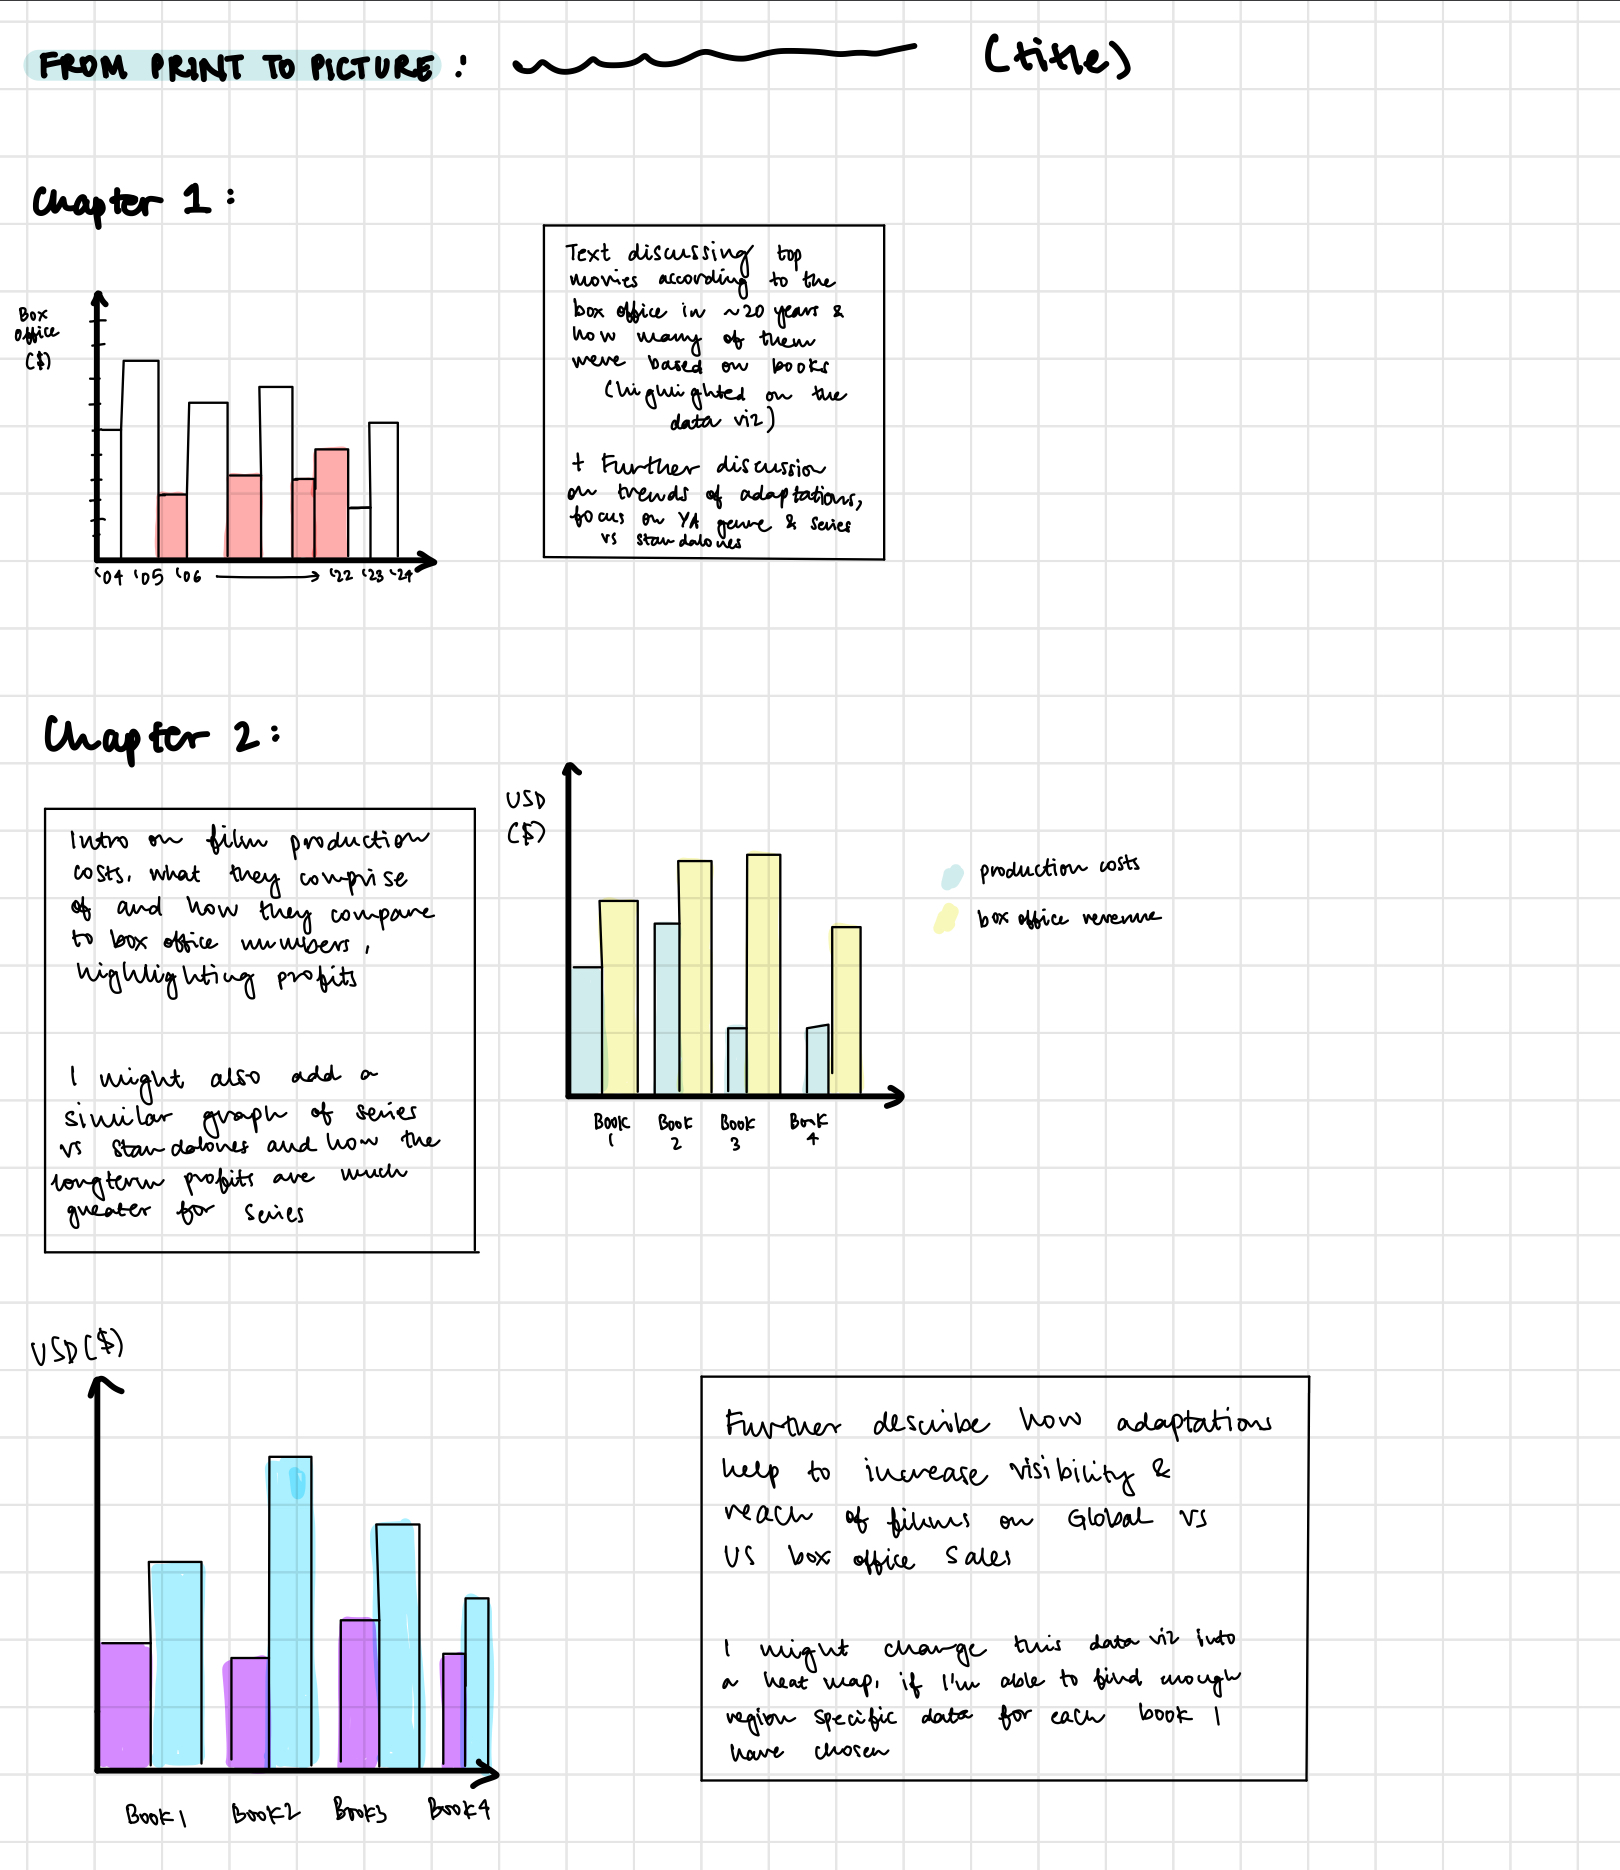 FROM PRINT TO PICTURE : (title)
Chapter 1 :
Box
office
($)
'04 '05 '06 '22 '23 '24
Text discussing top
movies according to the
box office in ~20 years &
how many of them
were based on books
(highlighted on the
data viz)
+ Further discussion
on trends of adaptations,
focus on YA genre & series
vs standalones
Chapter 2 :
Intro on film production
costs, what they comprise
of and how they compare
to box office numbers,
highlighting profits
I might also add a
similar graph of series
vs standalones and how the
longterm profits are much
greater for series
USD
($)
Book
1
Book
2
Book
3
Book
4
production costs
box office revenue
USD ($)
Book 1 Book 2 Book 3 Book 4
Further describe how adaptations
help to increase visibility &
reach of films on Global vs
US box office sales
I might change this data viz into
a heat map, if I'm able to find enough
region specific data for each book I
have chosen